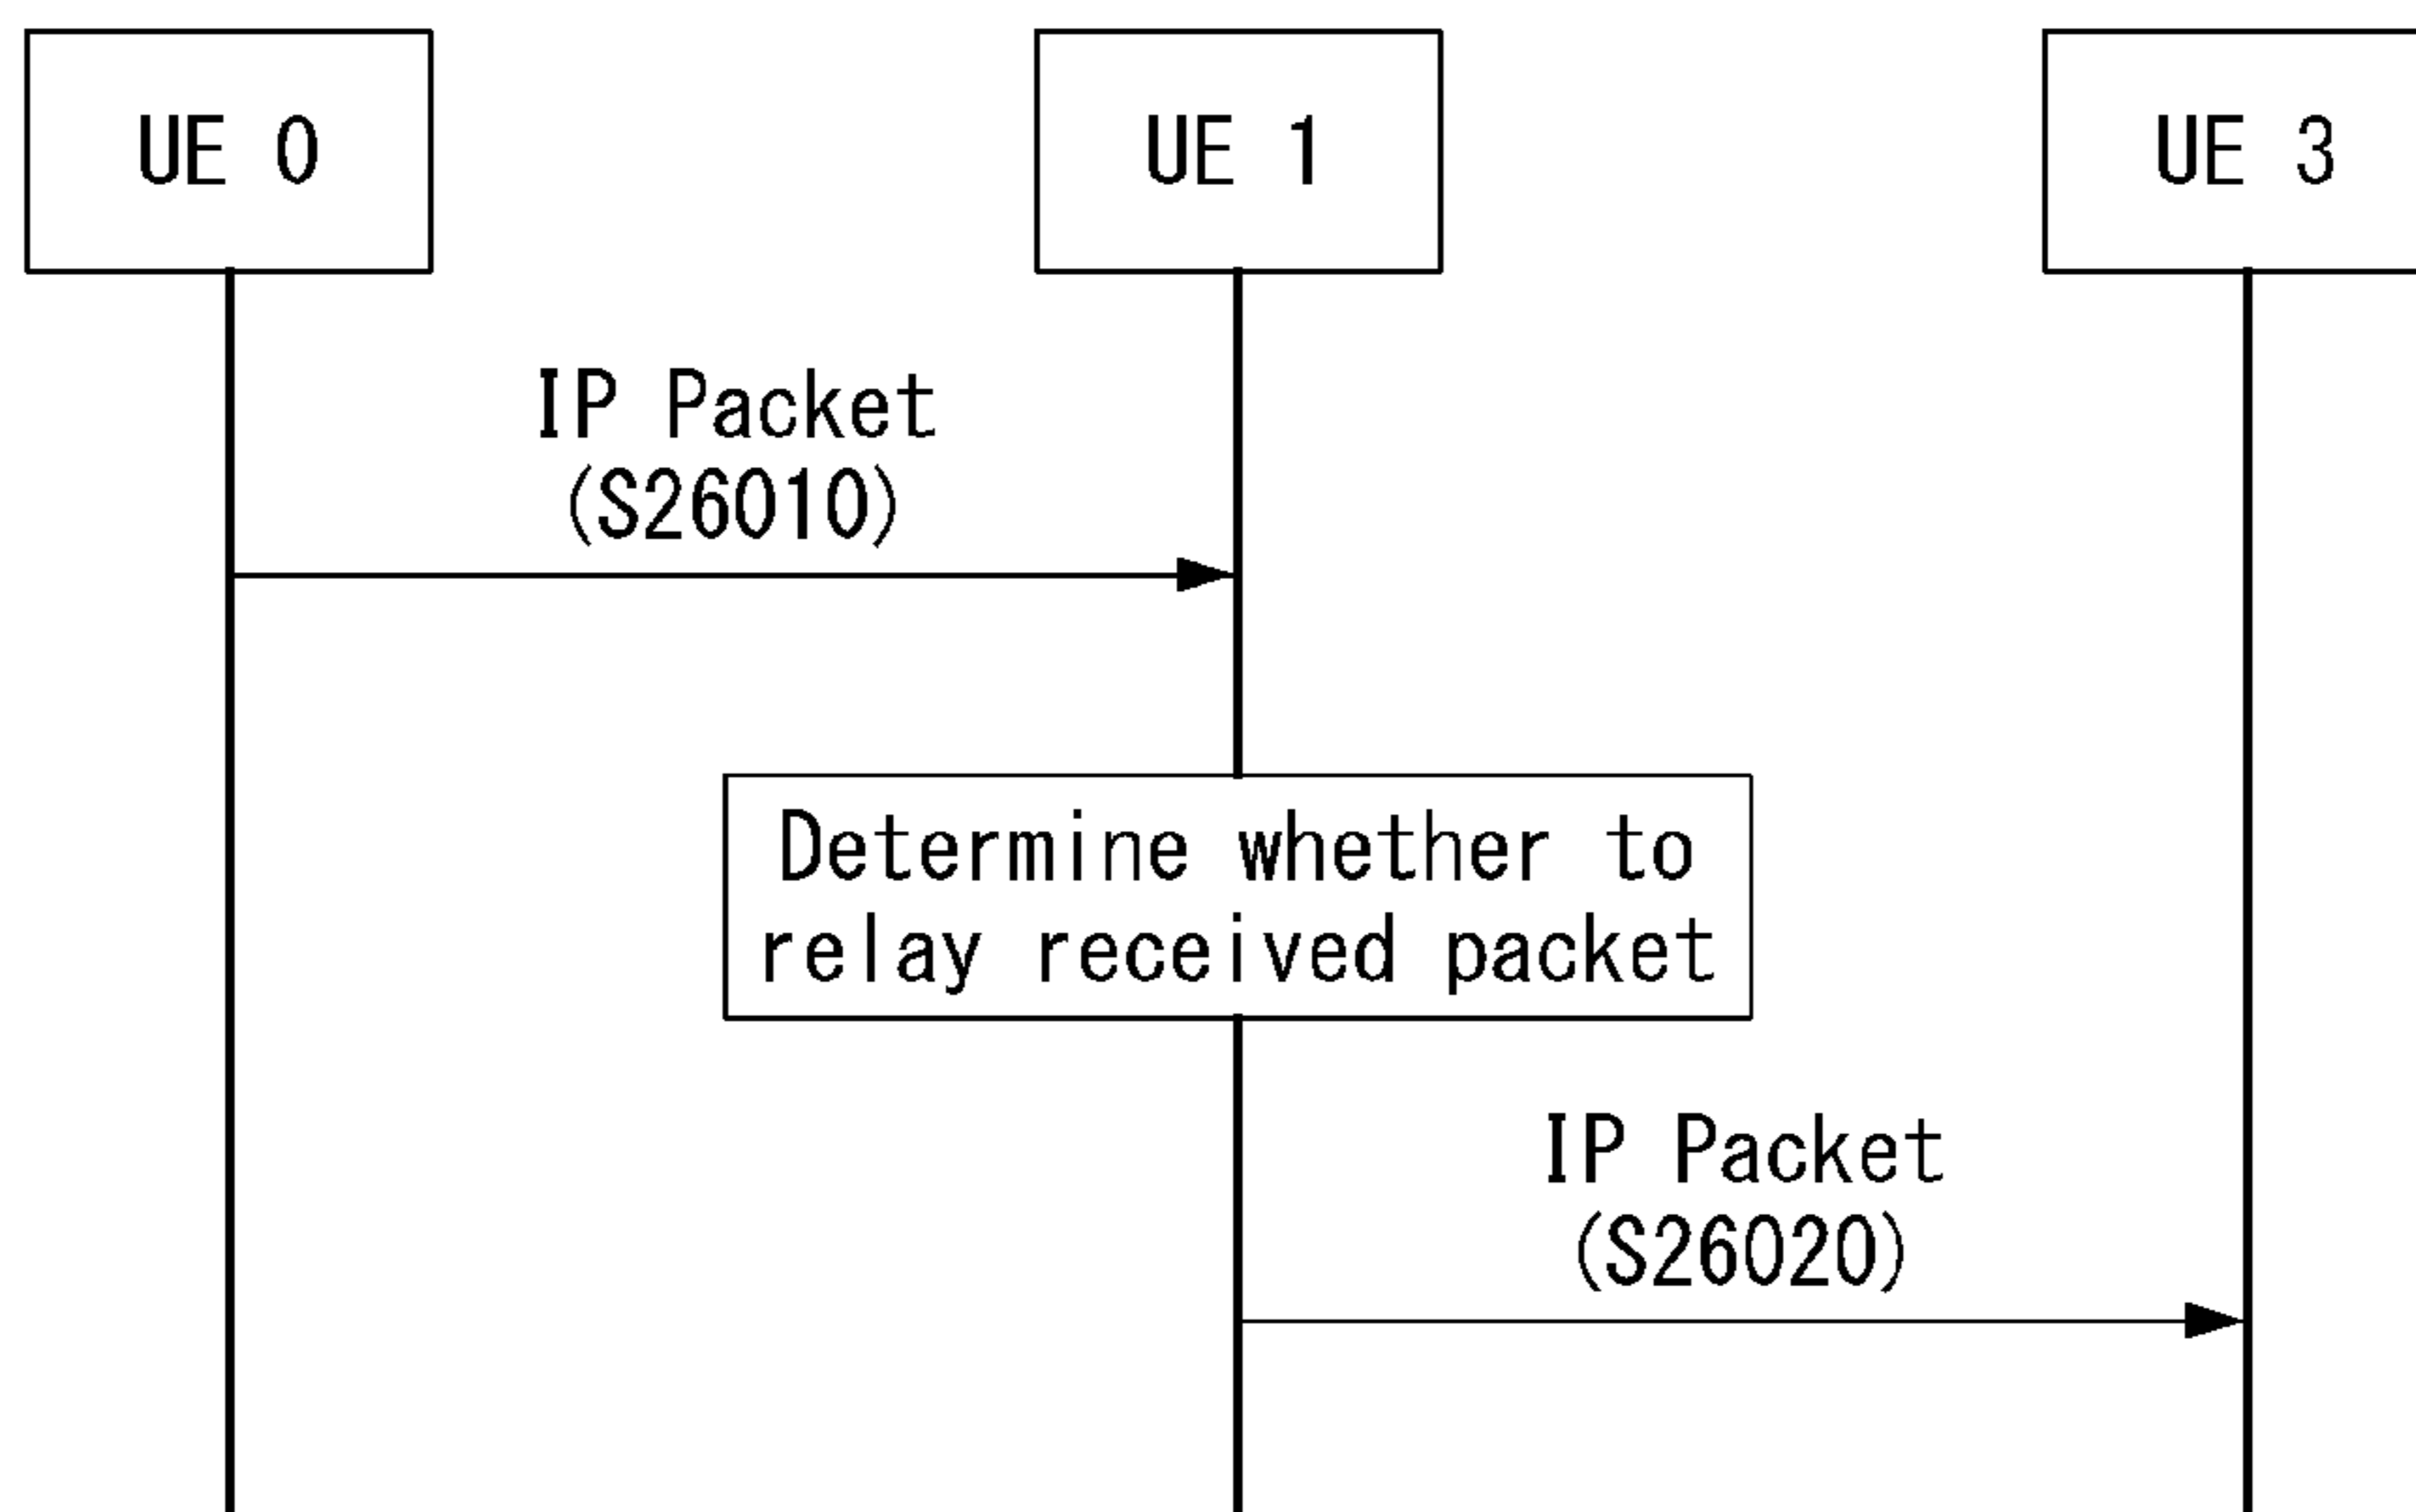 UE 0
UE 1
UE 3
IP Packet
(S26010)
Determine whether to
relay received packet
IP Packet
(S26020)